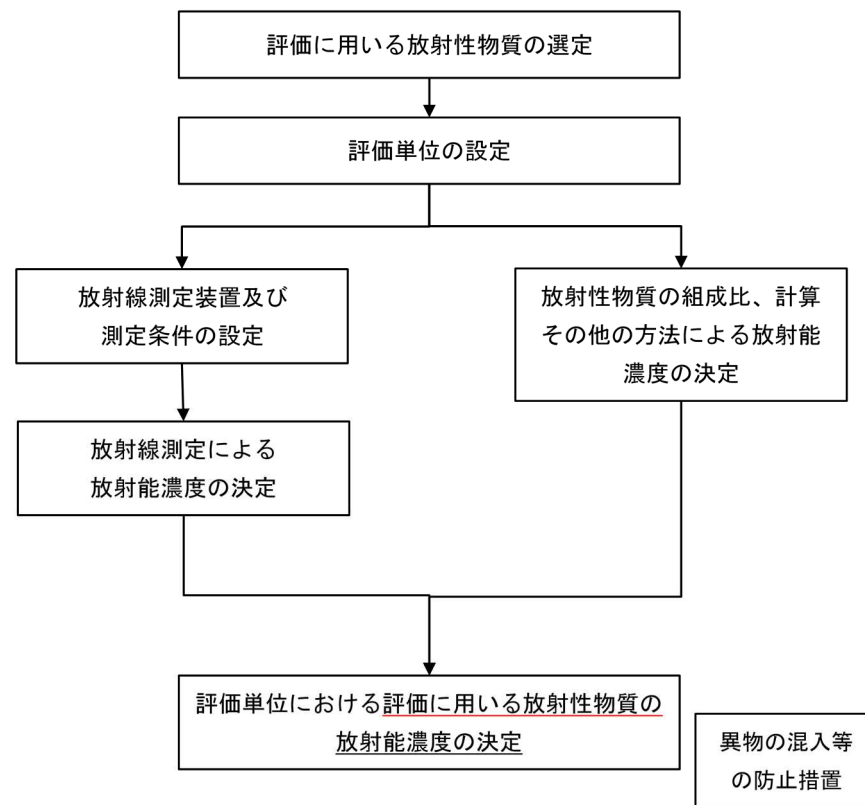 評価に用いる放射性物質の選定
評価単位の設定
放射線測定装置及び
測定条件の設定
放射性物質の組成比、計算
その他の方法による放射能
濃度の決定
放射線測定による
放射能濃度の決定
評価単位における評価に用いる放射性物質の
放射能濃度の決定
異物の混入等
の防止措置